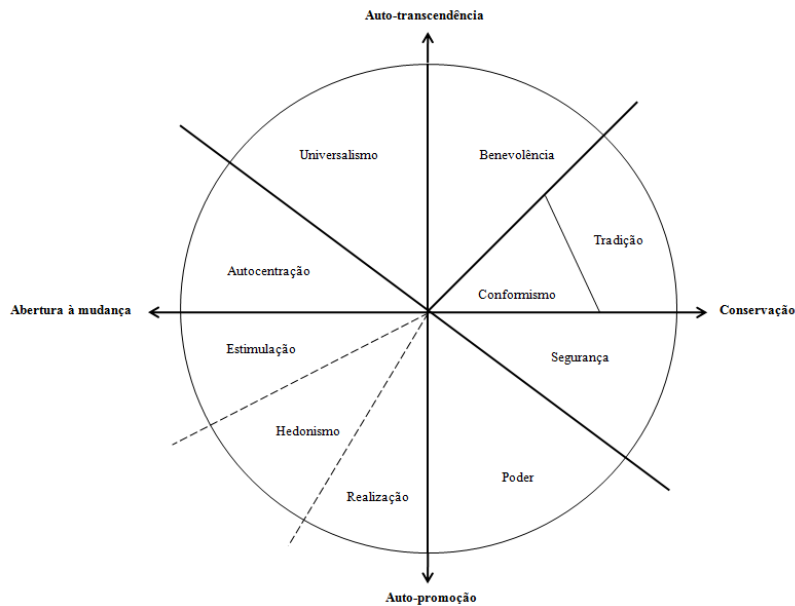 Auto-transcendência
Universalismo
Benevolência
Tradição
Autocentração
Conformismo
Abertura à mudança
Conservação
Estimulação
Segurança
Hedonismo
Poder
Realização
Auto-promoção